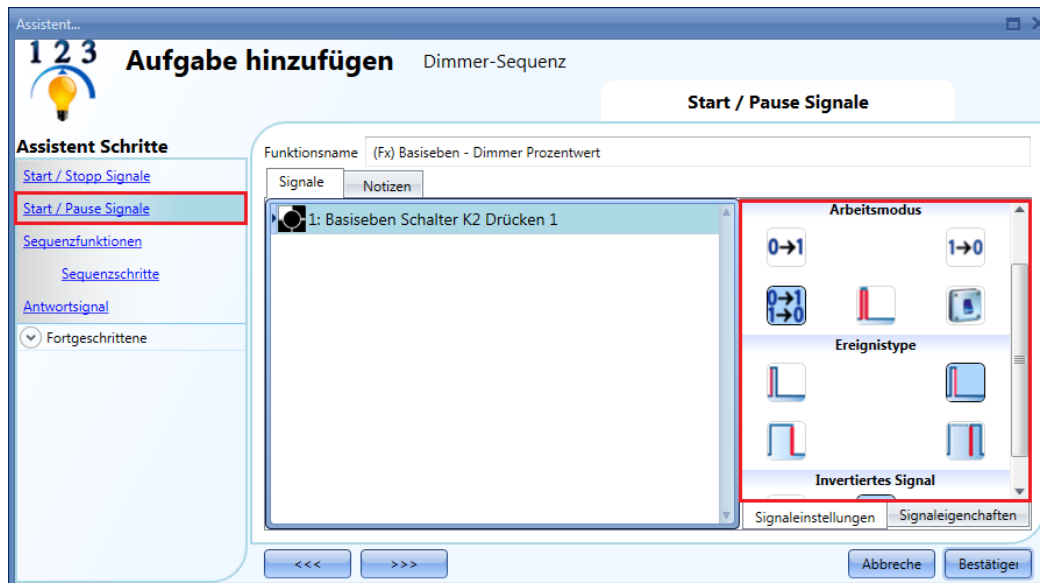 Assistent...
1 2 3
Aufgabe hinzufügen Dimmer-Sequenz
Start / Pause Signale
Assistent Schritte
Start / Stopp Signale
Start / Pause Signale
Sequenzfunktionen
Sequenzschritte
Antwortsignal
Fortgeschrittene
Funktionsname (Fx) Basiseben - Dimmer Prozentwert
Signale Notizen
1: Basiseben Schalter K2 Drücken 1
Arbeitsmodus
0→1 1→0
0→1
1→0
Ereignistype
Invertiertes Signal
Signaleinstellungen Signaleigenchaften
<<< >>> Abbreche Bestätiger